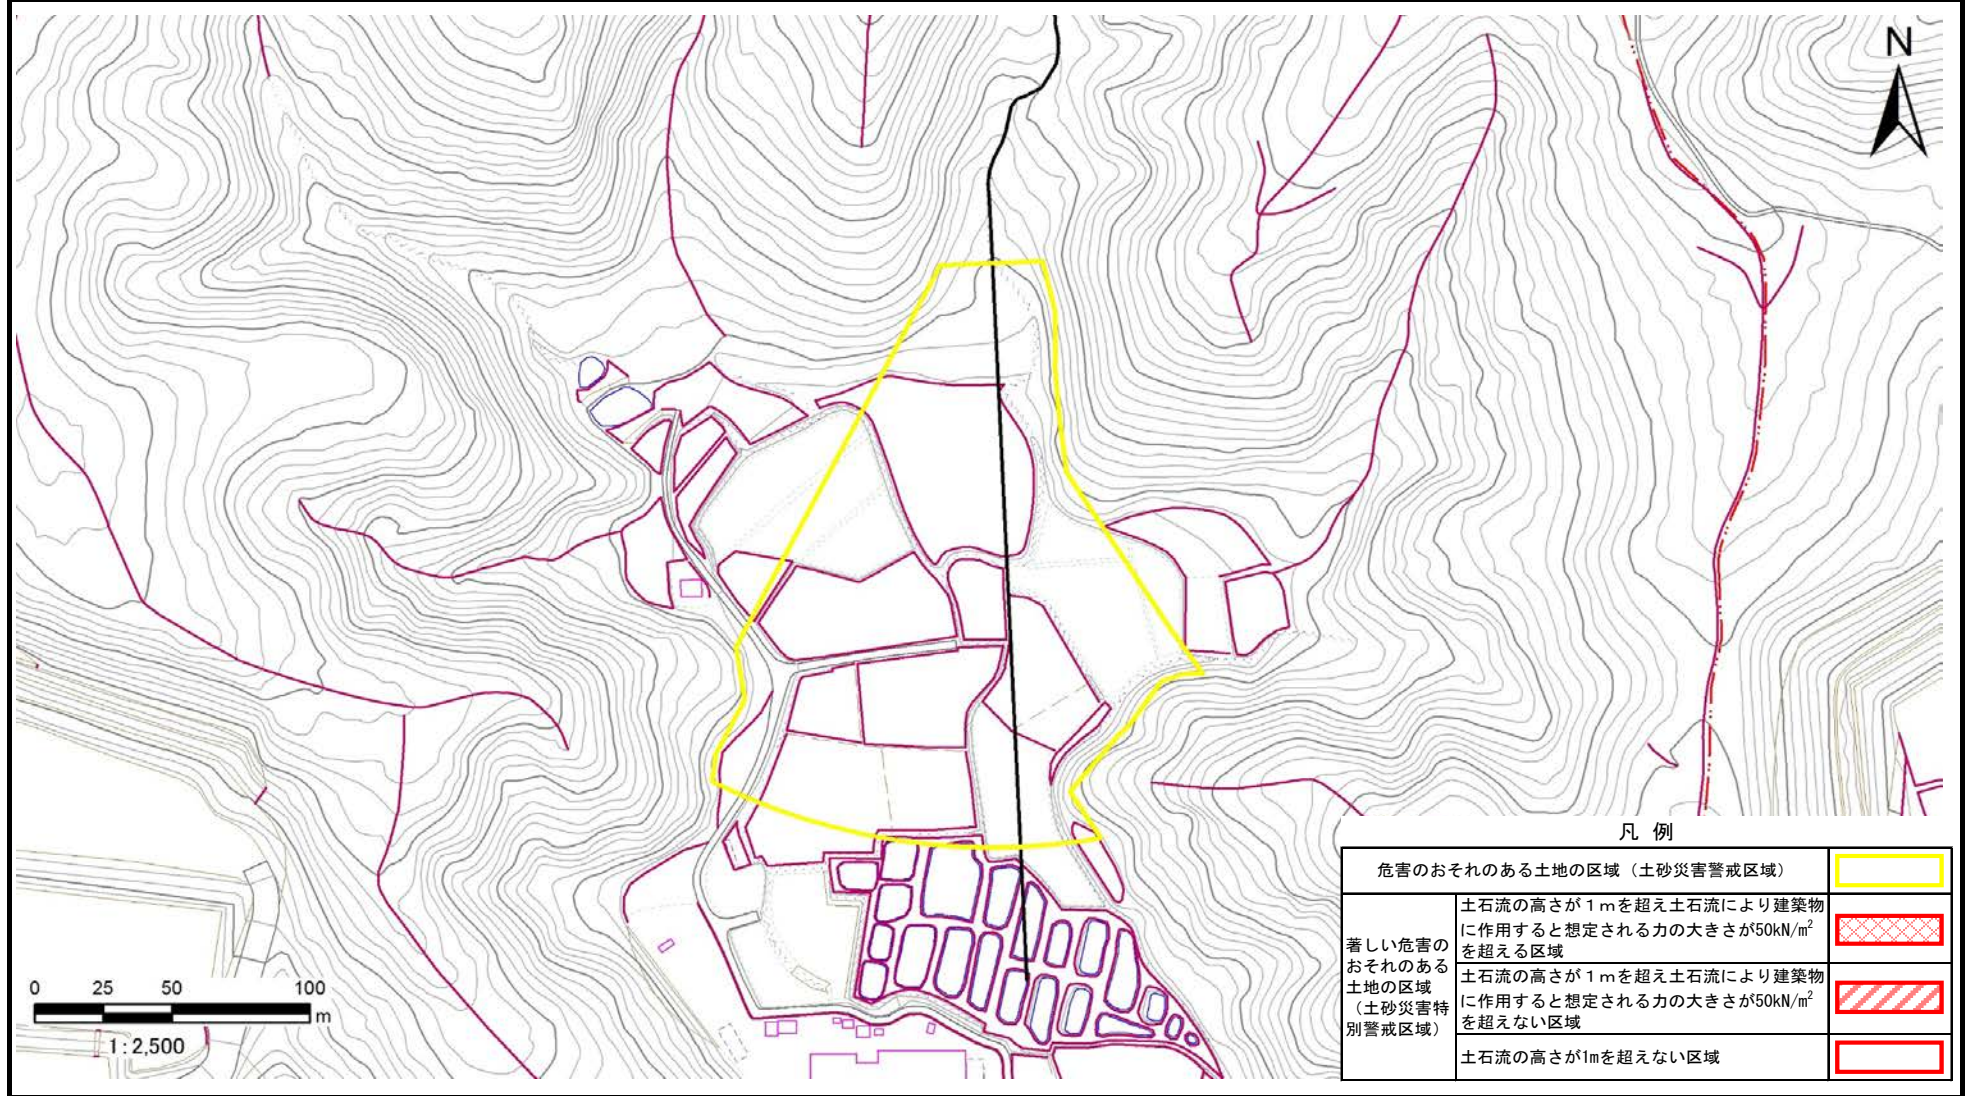 N
凡 例
危害のおそれのある土地の区域（土砂災害警戒区域）
著しい危害の
おそれのある
土地の区域
（土砂災害特
別警戒区域）
土石流の高さが１ｍを超え土石流により建築物
に作用すると想定される力の大きさが50kN/m²
を超える区域
土石流の高さが１ｍを超え土石流により建築物
に作用すると想定される力の大きさが50kN/m²
を超えない区域
土石流の高さが1mを超えない区域
0 25 50 100
m
1:2,500